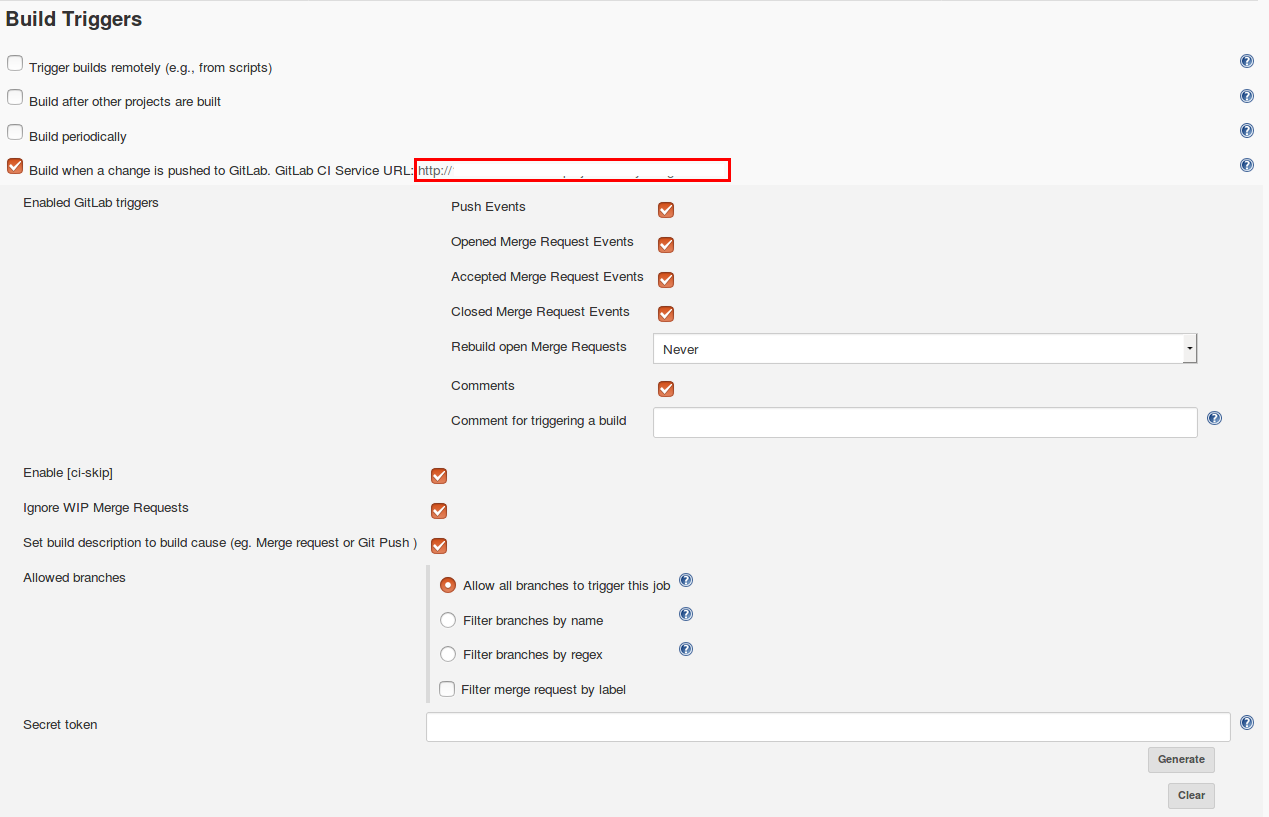 Build Triggers
Trigger builds remotely (e.g., from scripts)
Build after other projects are built
Build periodically
Build when a change is pushed to GitLab. GitLab CI Service URL: http://
Enabled GitLab triggers
Push Events
Opened Merge Request Events
Accepted Merge Request Events
Closed Merge Request Events
Rebuild open Merge Requests Never
Comments
Comment for triggering a build
Enable [ci-skip]
Ignore WIP Merge Requests
Set build description to build cause (eg. Merge request or Git Push )
Allowed branches
Allow all branches to trigger this job
Filter branches by name
Filter branches by regex
Filter merge request by label
Secret token
Generate
Clear